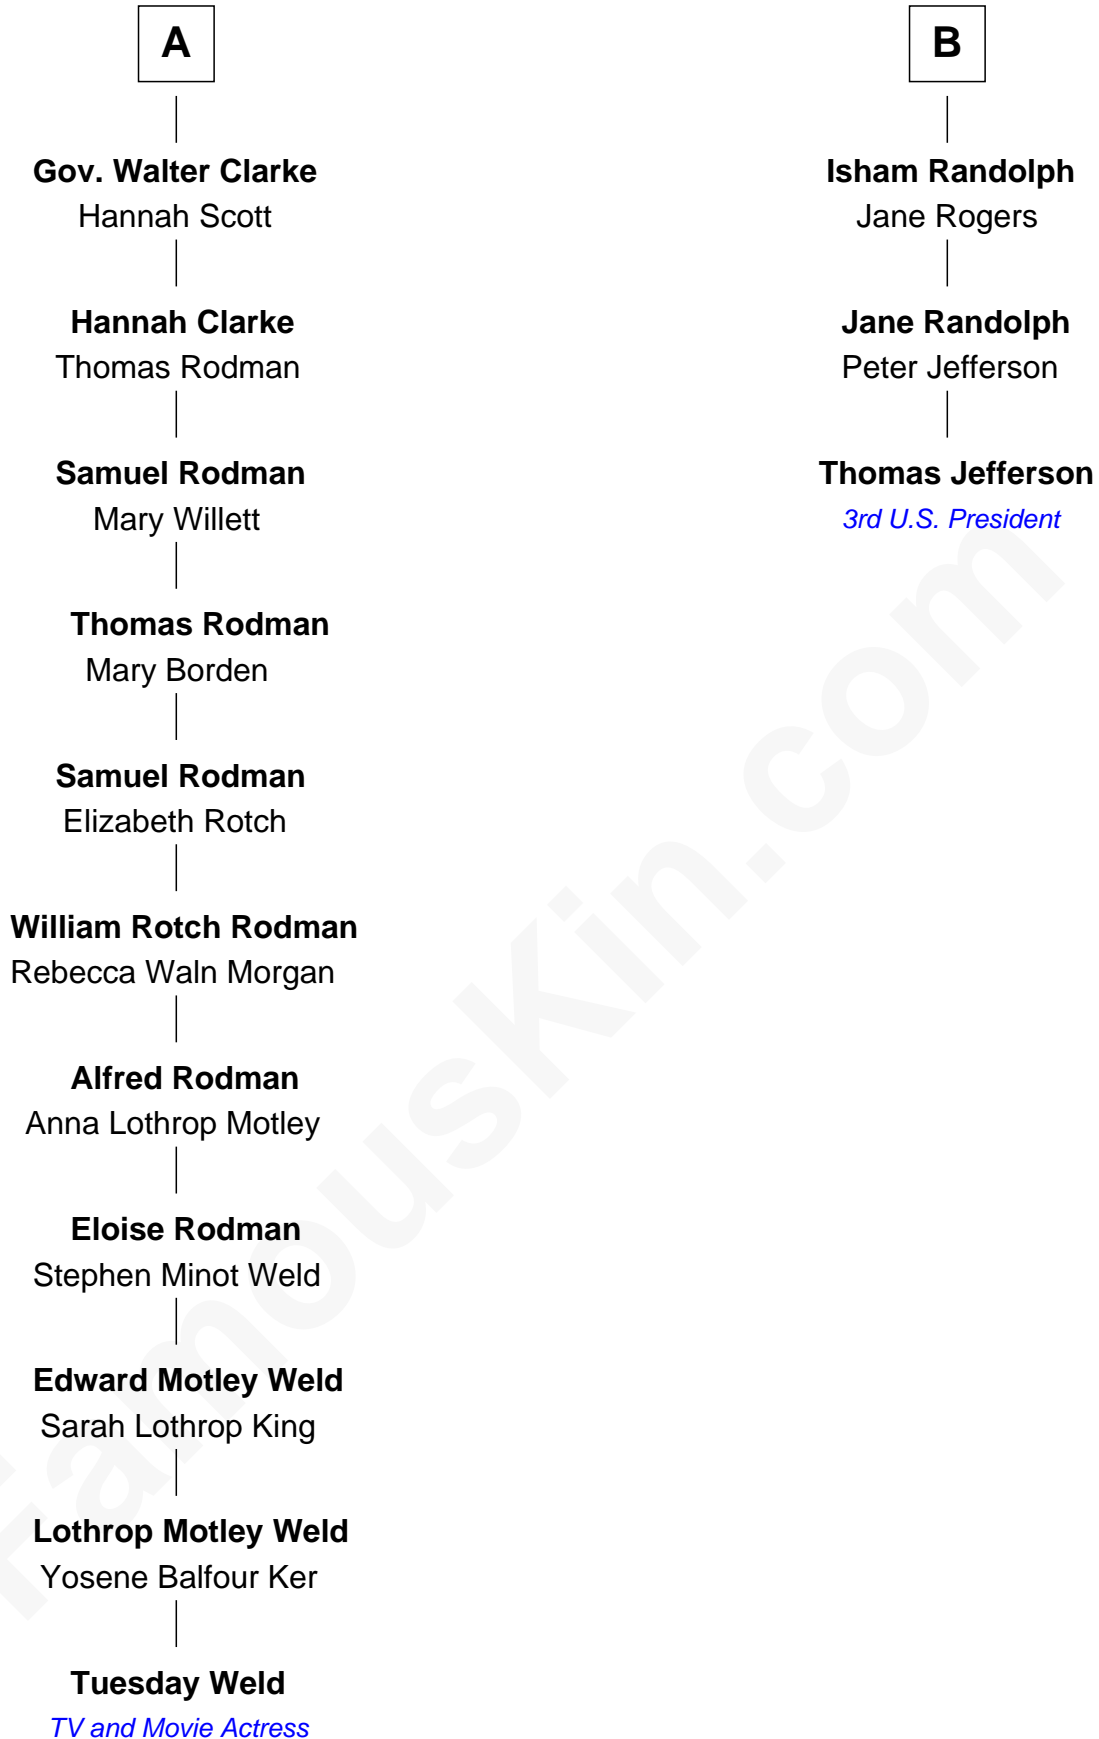 A
Gov. Walter Clarke
Hannah Scott
Hannah Clarke
Thomas Rodman
Samuel Rodman
Mary Willett
Thomas Rodman
Mary Borden
Samuel Rodman
Elizabeth Rotch
William Rotch Rodman
Rebecca Waln Morgan
Alfred Rodman
Anna Lothrop Motley
Eloise Rodman
Stephen Minot Weld
Edward Motley Weld
Sarah Lothrop King
Lothrop Motley Weld
Yosene Balfour Ker
Tuesday Weld
TV and Movie Actress
B
Isham Randolph
Jane Rogers
Jane Randolph
Peter Jefferson
Thomas Jefferson
3rd U.S. President
FamousKin.com